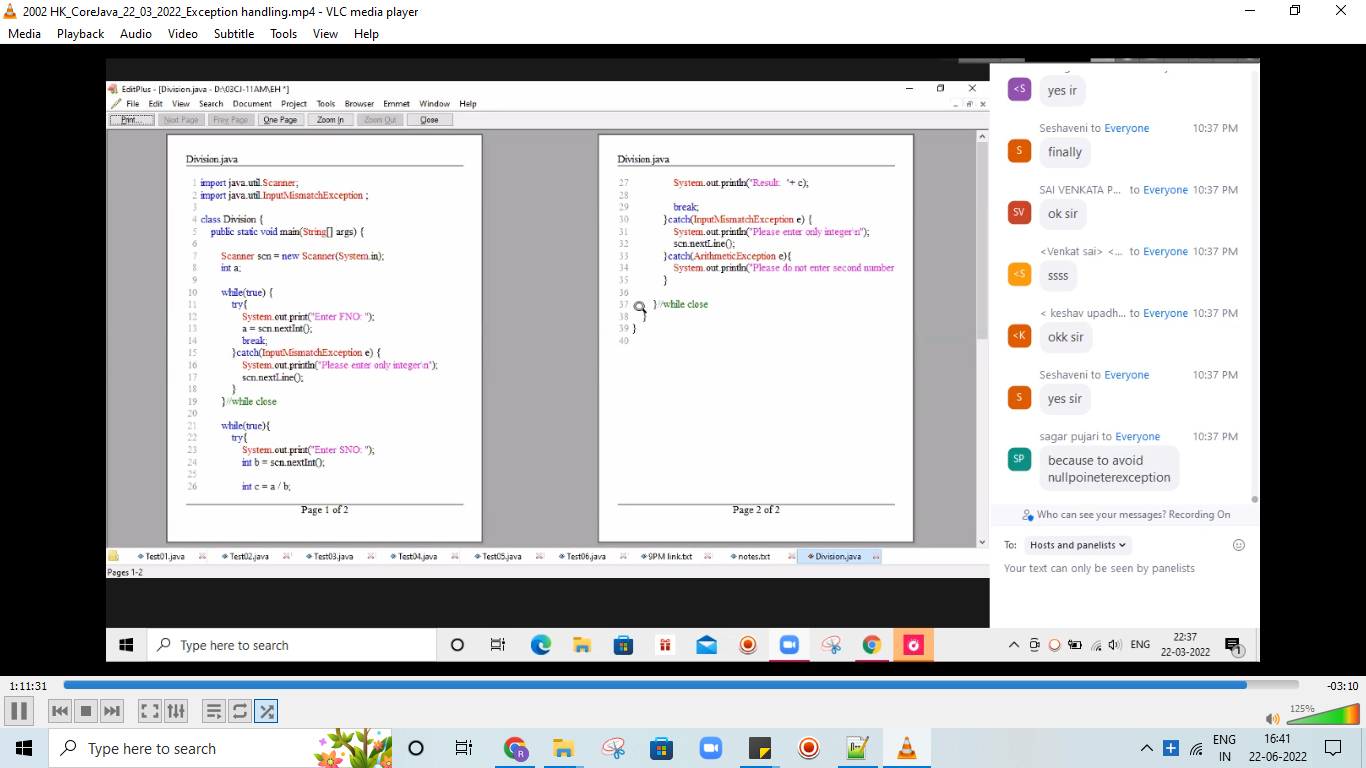 2002 HK_CoreJava_22_03_2022_Exception handling.mp4 - VLC media player
Media Playback Audio Video Subtitle Tools View Help
EditPlus - [Division.java - D:\03CJ-11AM\EH *]
File Edit View Search Document Project Tools Browser Emmet Window Help
Print... Next Page Prev Page One Page Zoom In Zoom Out Close
Division.java
1 import java.util.Scanner;
2 import java.util.InputMismatchException ;
3
4 class Division {
5 public static void main(String[] args) {
6
7 Scanner scn = new Scanner(System.in);
8 int a;
9
10 while(true) {
11 try{
12 System.out.print("Enter FNO: ");
13 a = scn.nextInt();
14 break;
15 }catch(InputMismatchException e) {
16 System.out.println("Please enter only integer\n");
17 scn.nextLine();
18 }
19 }//while close
20
21 while(true){
22 try{
23 System.out.print("Enter SNO: ");
24 int b = scn.nextInt();
25
26 int c = a / b;
Page 1 of 2
Division.java
27 System.out.println("Result: "+ c);
28
29 break;
30 }catch(InputMismatchException e) {
31 System.out.println("Please enter only integer\n");
32 scn.nextLine();
33 }catch(ArithmeticException e){
34 System.out.println("Please do not enter second number
35 }
36
37 }//while close
38 }
39 }
40
Page 2 of 2
Test01.java Test02.java Test03.java Test04.java Test05.java Test06.java 9PM link.txt notes.txt Division.java
Pages 1-2
<S yes ir
Seshaveni to Everyone 10:37 PM
S finally
SAI VENKATA P... to Everyone 10:37 PM
SV ok sir
<Venkat sai> <... to Everyone 10:37 PM
<S ssss
< keshav upadh... to Everyone 10:37 PM
<K okk sir
Seshaveni to Everyone 10:37 PM
S yes sir
sagar pujari to Everyone 10:37 PM
SP because to avoid
nullpoineterexception
Who can see your messages? Recording On
To: Hosts and panelists
Your text can only be seen by panelists
Type here to search
ENG
22:37
22-03-2022
1
1:11:31
-03:10
125%
Type here to search
R
ENG
IN
16:41
22-06-2022